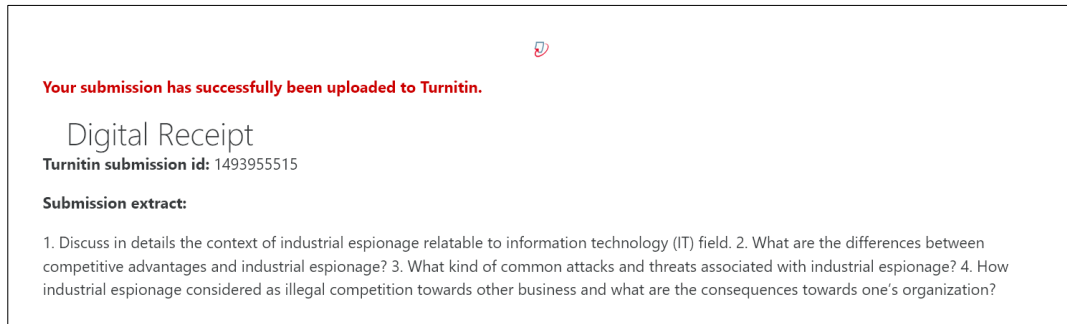 Your submission has successfully been uploaded to Turnitin.
Digital Receipt
Turnitin submission id: 1493955515
Submission extract:
1. Discuss in details the context of industrial espionage relatable to information technology (IT) field. 2. What are the differences between
competitive advantages and industrial espionage? 3. What kind of common attacks and threats associated with industrial espionage? 4. How
industrial espionage considered as illegal competition towards other business and what are the consequences towards one’s organization?